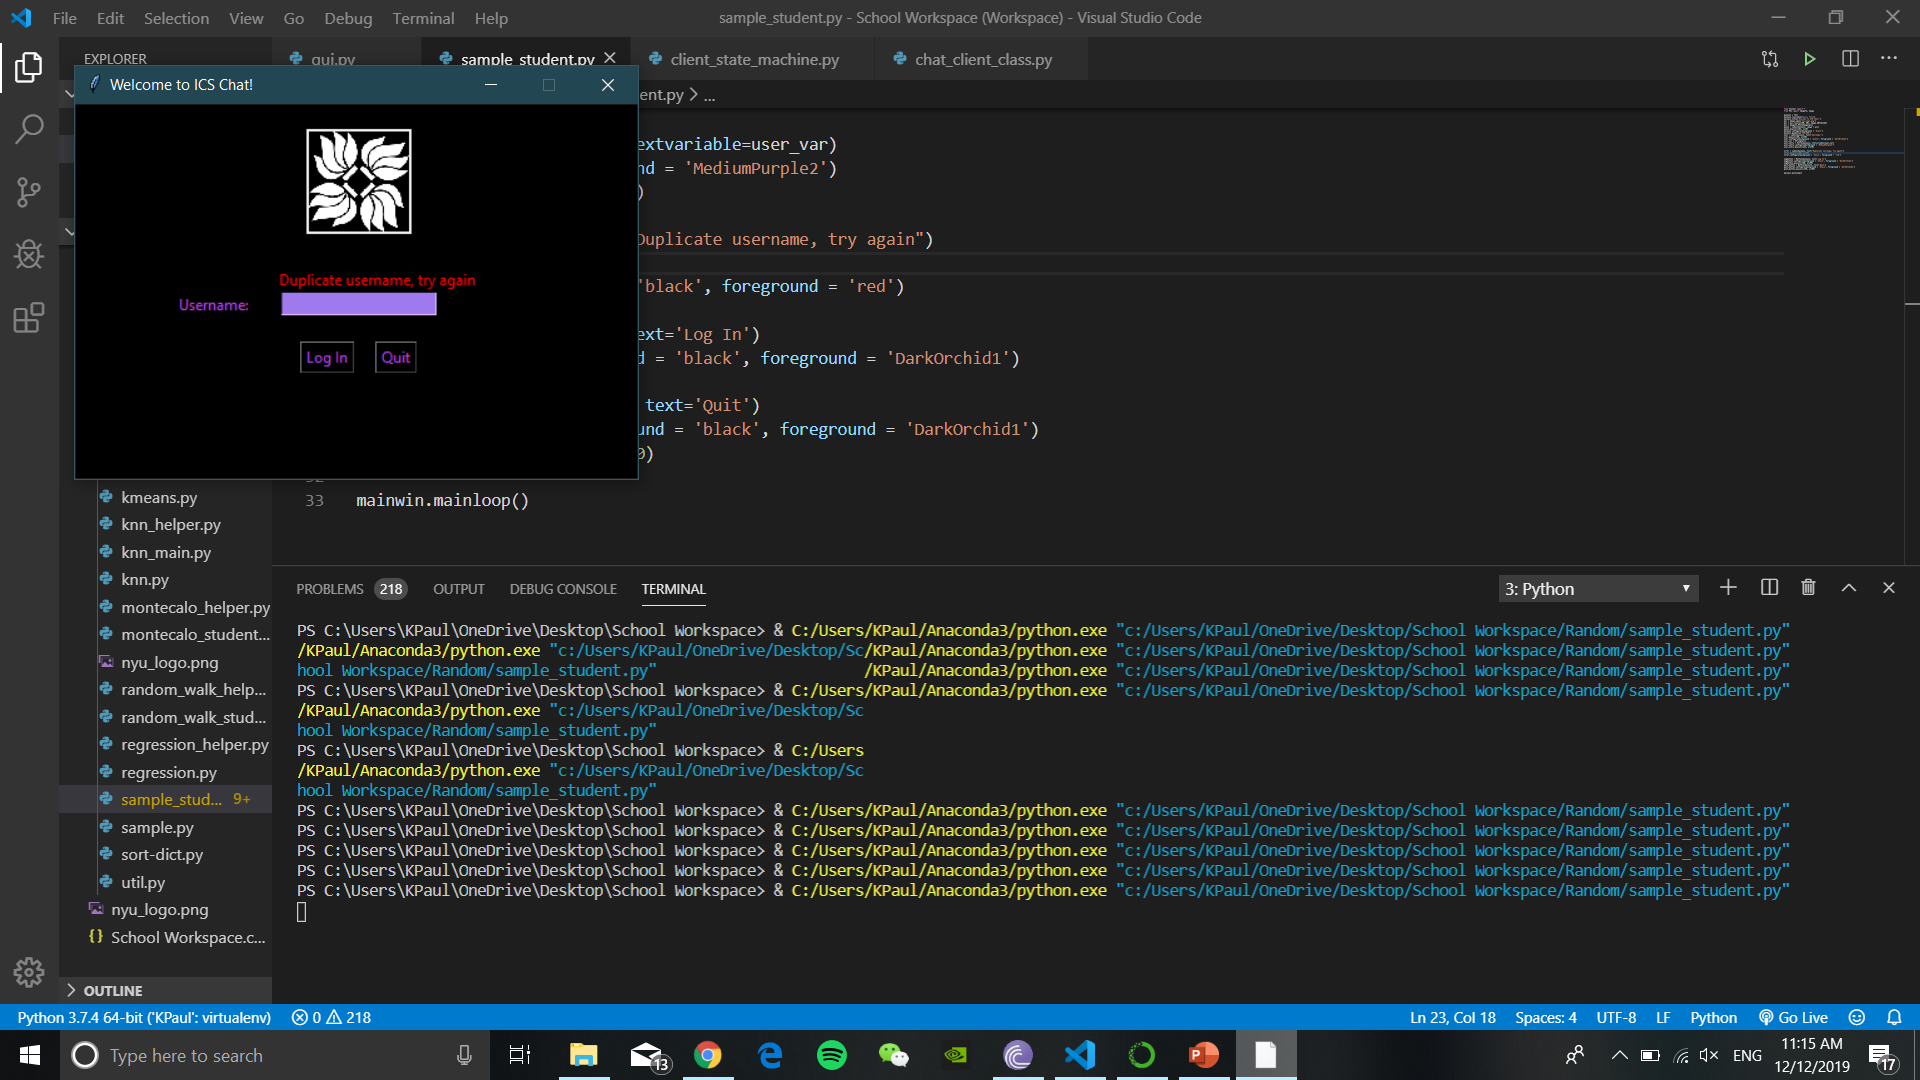 File Edit Selection View Go Debug Terminal Help
sample_student.py - School Workspace (Workspace) - Visual Studio Code
EXPLORER
gui.py
sample_student.py
client_state_machine.py
chat_client_class.py
Welcome to ICS Chat!
ent.py > ...
Duplicate username, try again
Username:
Log In
Quit
extvariable=user_var)
nd = 'MediumPurple2')
)
Duplicate username, try again")
'black', foreground = 'red')
ext='Log In')
d = 'black', foreground = 'DarkOrchid1')
text='Quit')
und = 'black', foreground = 'DarkOrchid1')
0)
33 mainwin.mainloop()
kmeans.py
knn_helper.py
knn_main.py
knn.py
montecalo_helper.py
montecalo_student...
nyu_logo.png
random_walk_help...
random_walk_stud...
regression_helper.py
regression.py
sample_stud... 9+
sample.py
sort-dict.py
util.py
nyu_logo.png
School Workspace.c...
OUTLINE
PROBLEMS 218 OUTPUT DEBUG CONSOLE TERMINAL
3: Python
PS C:\Users\KPaul\OneDrive\Desktop\School Workspace> & C:/Users/KPaul/Anaconda3/python.exe "c:/Users/KPaul/OneDrive/Desktop/School Workspace/Random/sample_student.py"
/KPaul/Anaconda3/python.exe "c:/Users/KPaul/OneDrive/Desktop/Sc/KPaul/Anaconda3/python.exe "c:/Users/KPaul/OneDrive/Desktop/School Workspace/Random/sample_student.py"
hool Workspace/Random/sample_student.py" /KPaul/Anaconda3/python.exe "c:/Users/KPaul/OneDrive/Desktop/School Workspace/Random/sample_student.py"
PS C:\Users\KPaul\OneDrive\Desktop\School Workspace> & C:/Users/KPaul/Anaconda3/python.exe "c:/Users/KPaul/OneDrive/Desktop/School Workspace/Random/sample_student.py"
/KPaul/Anaconda3/python.exe "c:/Users/KPaul/OneDrive/Desktop/Sc
hool Workspace/Random/sample_student.py"
PS C:\Users\KPaul\OneDrive\Desktop\School Workspace> & C:/Users
/KPaul/Anaconda3/python.exe "c:/Users/KPaul/OneDrive/Desktop/Sc
hool Workspace/Random/sample_student.py"
PS C:\Users\KPaul\OneDrive\Desktop\School Workspace> & C:/Users/KPaul/Anaconda3/python.exe "c:/Users/KPaul/OneDrive/Desktop/School Workspace/Random/sample_student.py"
PS C:\Users\KPaul\OneDrive\Desktop\School Workspace> & C:/Users/KPaul/Anaconda3/python.exe "c:/Users/KPaul/OneDrive/Desktop/School Workspace/Random/sample_student.py"
PS C:\Users\KPaul\OneDrive\Desktop\School Workspace> & C:/Users/KPaul/Anaconda3/python.exe "c:/Users/KPaul/OneDrive/Desktop/School Workspace/Random/sample_student.py"
PS C:\Users\KPaul\OneDrive\Desktop\School Workspace> & C:/Users/KPaul/Anaconda3/python.exe "c:/Users/KPaul/OneDrive/Desktop/School Workspace/Random/sample_student.py"
PS C:\Users\KPaul\OneDrive\Desktop\School Workspace> & C:/Users/KPaul/Anaconda3/python.exe "c:/Users/KPaul/OneDrive/Desktop/School Workspace/Random/sample_student.py"
Python 3.7.4 64-bit ('KPaul': virtualenv) 0 218
Ln 23, Col 18 Spaces: 4 UTF-8 LF Python Go Live
Type here to search
13
ENG
11:15 AM
12/12/2019
17